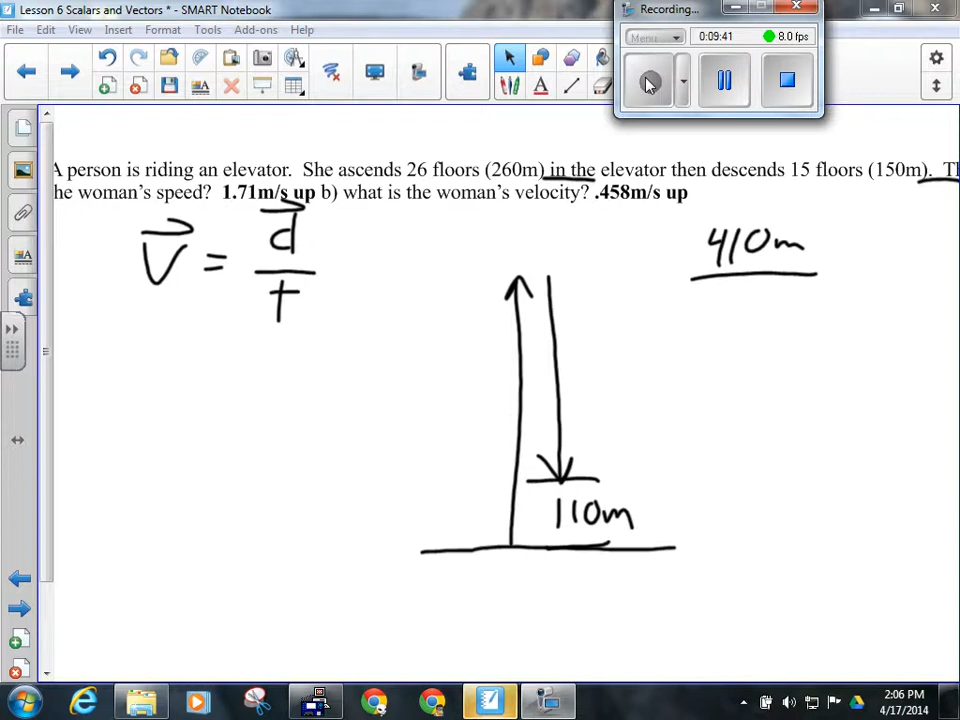 Lesson 6 Scalars and Vectors * - SMART Notebook
Recording...
File Edit View Insert Format Tools Add-ons Help
Menu 0:09:41 8.0 fps
A person is riding an elevator. She ascends 26 floors (260m) in the elevator then descends 15 floors (150m). Th
he woman's speed? 1.71m/s up b) what is the woman's velocity? .458m/s up
V = d / t
410m
110m
2:06 PM
4/17/2014